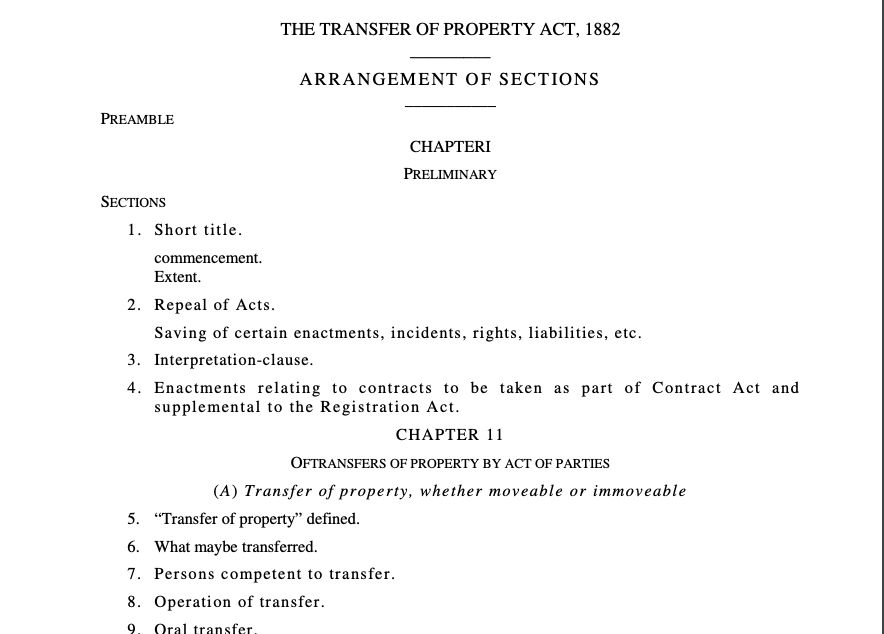 THE TRANSFER OF PROPERTY ACT, 1882
ARRANGEMENT OF SECTIONS
PREAMBLE
CHAPTERI
PRELIMINARY
SECTIONS
1. Short title.
commencement.
Extent.
2. Repeal of Acts.
Saving of certain enactments, incidents, rights, liabilities, etc.
3. Interpretation-clause.
4. Enactments relating to contracts to be taken as part of Contract Act and
supplemental to the Registration Act.
CHAPTER 11
OFTRANSFERS OF PROPERTY BY ACT OF PARTIES
(A) Transfer of property, whether moveable or immoveable
5. “Transfer of property” defined.
6. What maybe transferred.
7. Persons competent to transfer.
8. Operation of transfer.
9. Oral transfer.